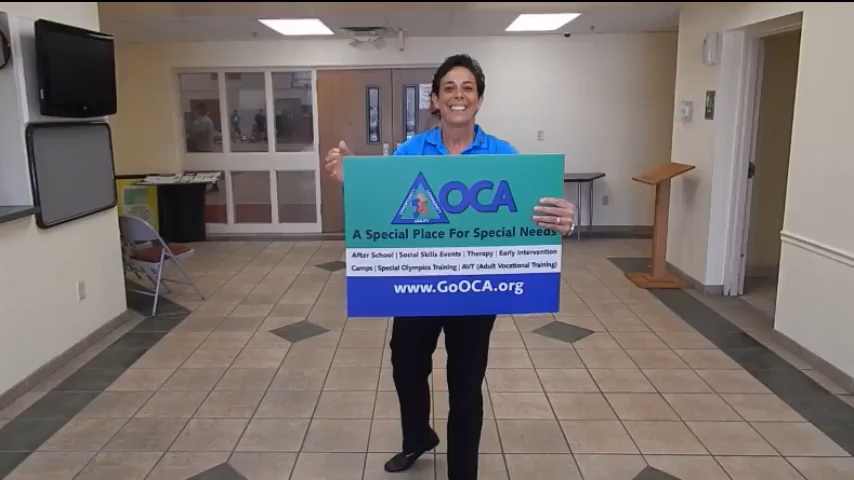 OCA
A Special Place For Special Needs
After School | Social Skills Events | Therapy | Early Intervention
Camps | Special Olympics Training | AVT (Adult Vocational Training)
www.GoOCA.org